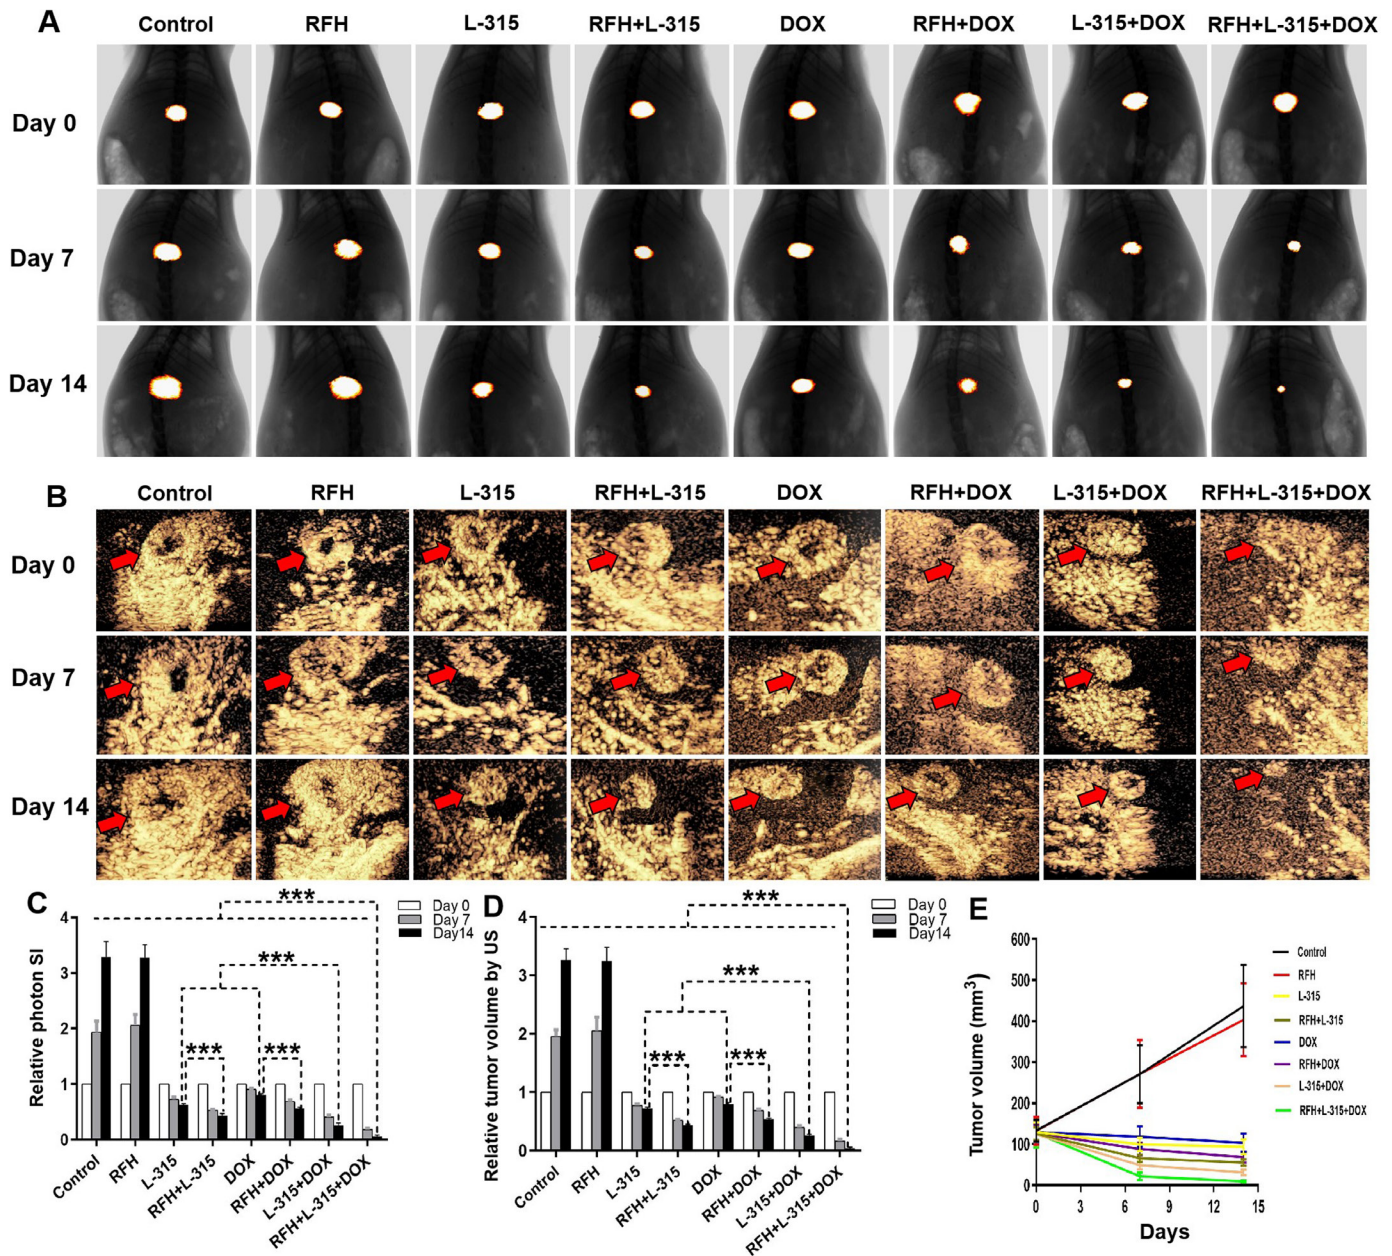 A
Control RFH L-315 RFH+L-315 DOX RFH+DOX L-315+DOX RFH+L-315+DOX
Day 0
Day 7
Day 14
B
Control RFH L-315 RFH+L-315 DOX RFH+DOX L-315+DOX RFH+L-315+DOX
Day 0
Day 7
Day 14
C
***
Day 0
Day 7
Day14
Relative photon SI
4
3
2
1
0
***
***
***
Control
RFH
L-315
RFH+L-315
DOX
RFH+DOX
L-315+DOX
RFH+L-315+DOX
D
***
Day 0
Day 7
Day14
Relative tumor volume by US
4
3
2
1
0
***
***
***
Control
RFH
L-315
RFH+L-315
DOX
RFH+DOX
L-315+DOX
RFH+L-315+DOX
E
Tumor volume (mm3)
600
500
400
300
200
100
0
0 3 6 9 12 15
Days
Control
RFH
L-315
RFH+L-315
DOX
RFH+DOX
L-315+DOX
RFH+L-315+DOX